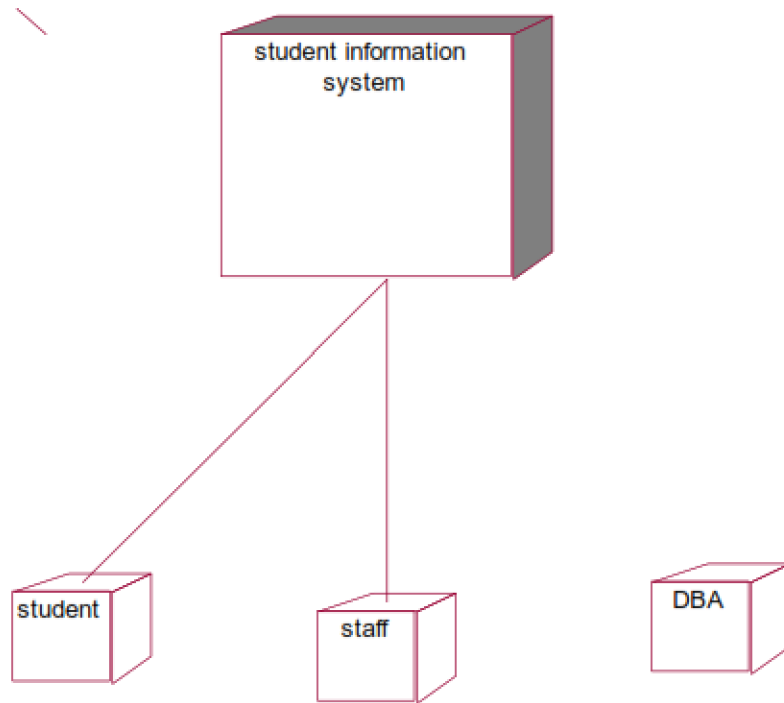 student information
system
student
staff
DBA